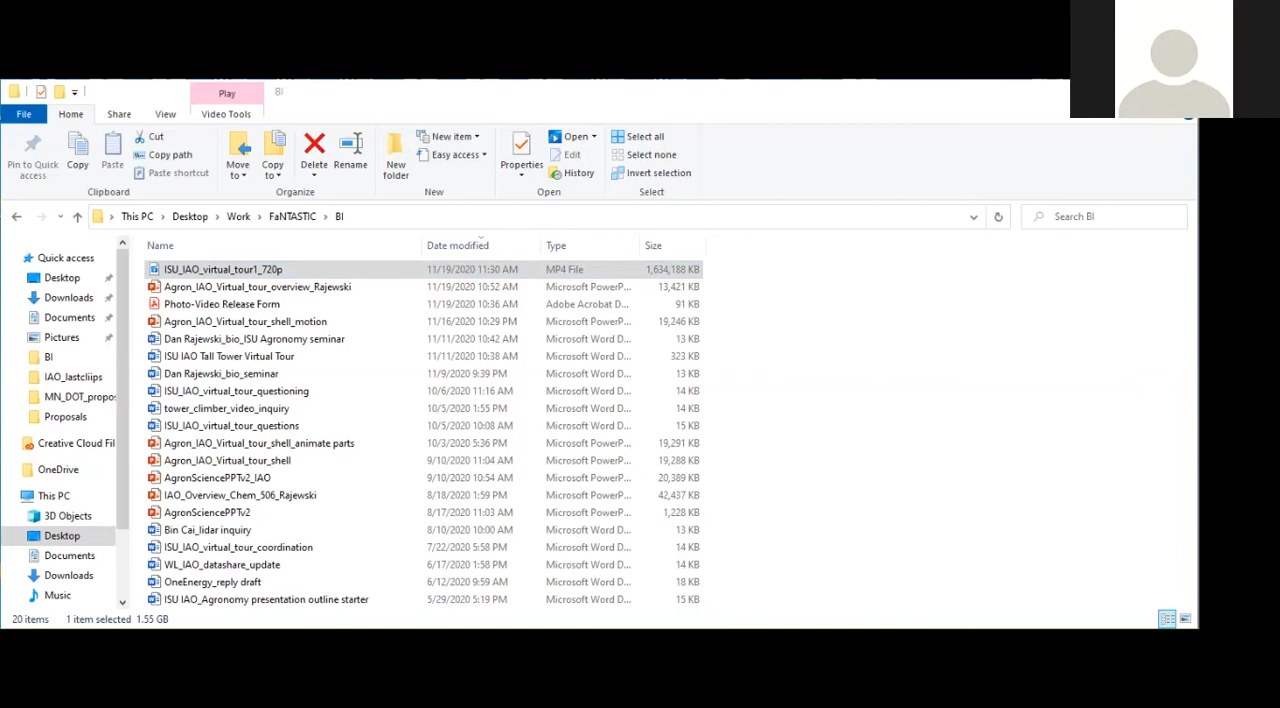 Play BI
File Home Share View Video Tools
Pin to Quick access
Copy
Paste
Cut
Copy path
Paste shortcut
Clipboard
Move to
Copy to
Delete
Rename
Organize
New folder
New item
Easy access
New
Properties
Open
Edit
History
Open
Select all
Select none
Invert selection
Select
This PC > Desktop > Work > FaNTASTIC > BI
Search BI
Name Date modified Type Size
ISU_IAO_virtual_tour1_720p 11/19/2020 11:30 AM MP4 File 1,634,188 KB
Agron_IAO_Virtual_tour_overview_Rajewski 11/19/2020 10:52 AM Microsoft PowerP... 13,421 KB
Photo-Video Release Form 11/19/2020 10:36 AM Adobe Acrobat D... 91 KB
Agron_IAO_Virtual_tour_shell_motion 11/16/2020 10:29 PM Microsoft PowerP... 19,246 KB
Dan Rajewski_bio_ISU Agronomy seminar 11/11/2020 10:42 AM Microsoft Word D... 13 KB
ISU IAO Tall Tower Virtual Tour 11/11/2020 10:38 AM Microsoft Word D... 323 KB
Dan Rajewski_bio_seminar 11/9/2020 9:39 PM Microsoft Word D... 13 KB
ISU_IAO_virtual_tour_questioning 10/6/2020 11:16 AM Microsoft Word D... 14 KB
tower_climber_video_inquiry 10/5/2020 1:55 PM Microsoft Word D... 14 KB
ISU_IAO_virtual_tour_questions 10/5/2020 10:08 AM Microsoft Word D... 15 KB
Agron_IAO_Virtual_tour_shell_animate parts 10/3/2020 5:36 PM Microsoft PowerP... 19,291 KB
Agron_IAO_Virtual_tour_shell 9/10/2020 11:04 AM Microsoft PowerP... 19,288 KB
AgronSciencePPTv2_IAO 9/10/2020 10:54 AM Microsoft PowerP... 20,389 KB
IAO_Overview_Chem_506_Rajewski 8/18/2020 1:59 PM Microsoft PowerP... 42,437 KB
AgronSciencePPTv2 8/17/2020 11:03 AM Microsoft PowerP... 1,228 KB
Bin Cai_lidar inquiry 8/10/2020 10:00 AM Microsoft Word D... 13 KB
ISU_IAO_virtual_tour_coordination 7/22/2020 5:58 PM Microsoft Word D... 14 KB
WL_IAO_datashare_update 6/17/2020 1:58 PM Microsoft Word D... 14 KB
OneEnergy_reply draft 6/12/2020 9:59 AM Microsoft Word D... 18 KB
ISU IAO_Agronomy presentation outline starter 5/29/2020 5:19 PM Microsoft Word D... 15 KB
Quick access
Desktop
Downloads
Documents
Pictures
BI
IAO_lastcliips
MN_DOT_propos
Proposals
Creative Cloud Fil
OneDrive
This PC
3D Objects
Desktop
Documents
Downloads
Music
20 items 1 item selected 1.55 GB